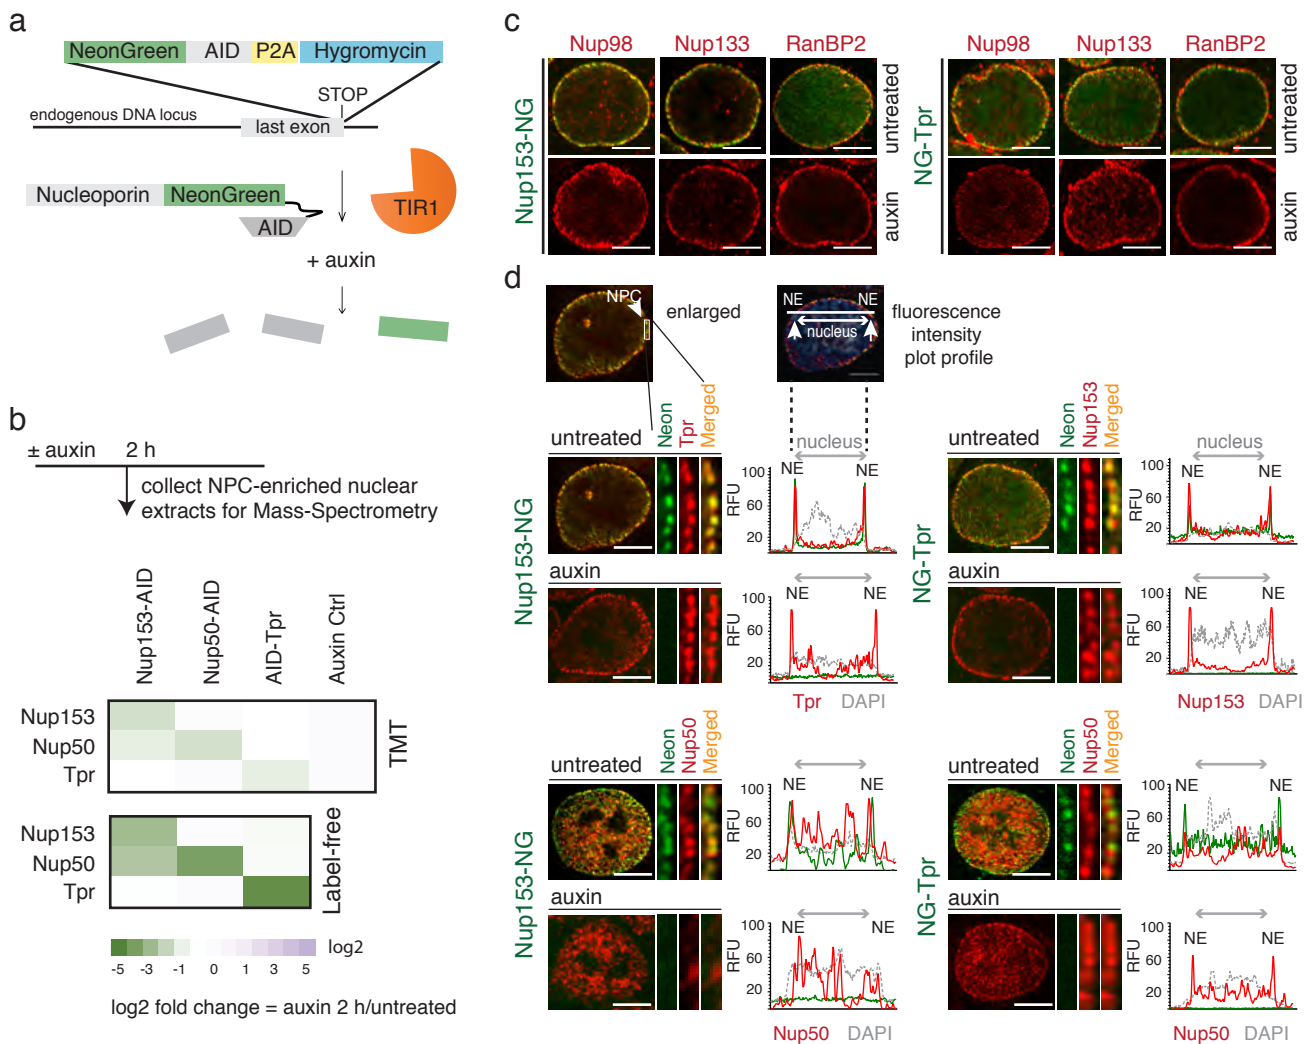 a
NeonGreen AID P2A Hygromycin
STOP
endogenous DNA locus
last exon
Nucleoporin NeonGreen
AID
TIR1
+ auxin
b
± auxin 2 h
collect NPC-enriched nuclear
extracts for Mass-Spectrometry
Nup153-AID
Nup50-AID
AID-Tpr
Auxin Ctrl
Nup153
Nup50
Tpr
TMT
Nup153
Nup50
Tpr
Label-free
log2
-5 -3 -1 0 1 3 5
log2 fold change = auxin 2 h/untreated
c
Nup98 Nup133 RanBP2
Nup153-NG
untreated
auxin
Nup98 Nup133 RanBP2
NG-Tpr
untreated
auxin
d
NPC
enlarged
NE NE
nucleus
fluorescence
intensity
plot profile
Nup153-NG
untreated
Neon
Tpr
Merged
nucleus
NE NE
RFU
100
60
20
auxin
NE NE
RFU
100
60
20
Tpr DAPI
NG-Tpr
untreated
Neon
Nup153
Merged
nucleus
NE NE
RFU
100
60
20
auxin
NE NE
RFU
100
60
20
Nup153 DAPI
Nup153-NG
untreated
Neon
Nup50
Merged
NE NE
RFU
100
60
20
auxin
NE NE
RFU
100
60
20
Nup50 DAPI
NG-Tpr
untreated
Neon
Nup50
Merged
NE NE
RFU
100
60
20
auxin
NE NE
RFU
100
60
20
Nup50 DAPI